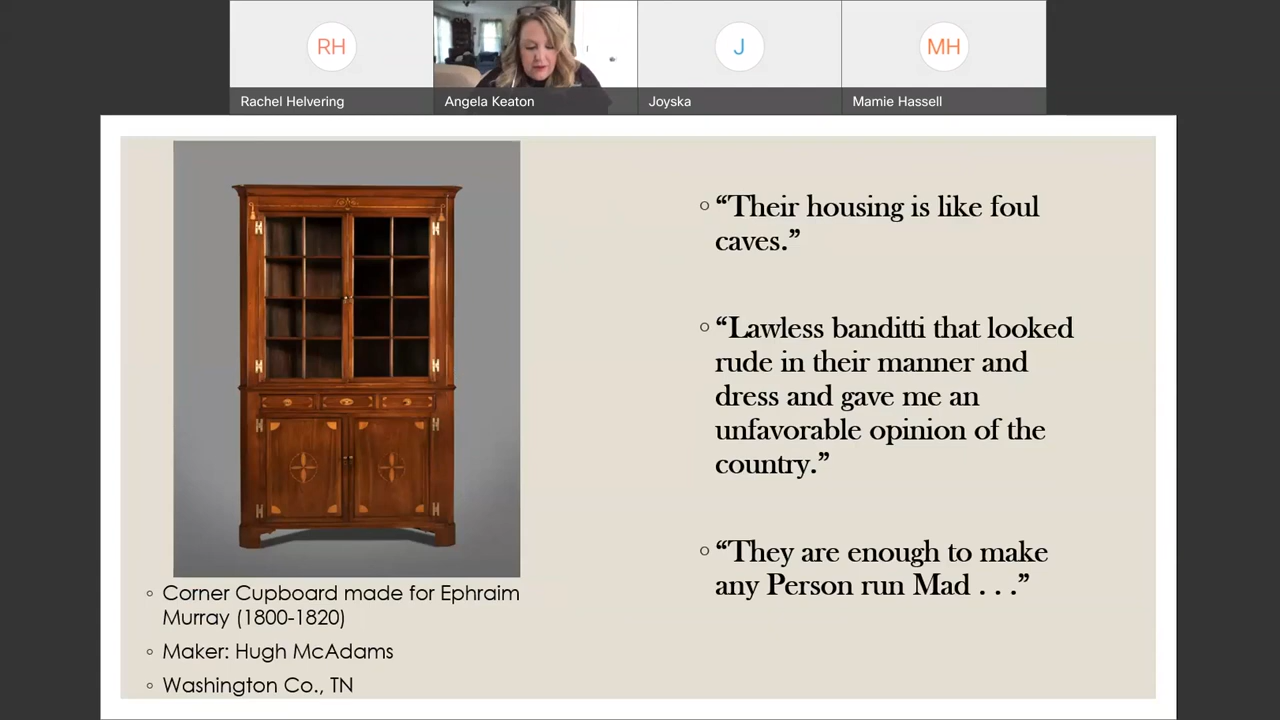 RH
J
MH
Rachel Helvering
Angela Keaton
Joyska
Mamie Hassell
“Their housing is like foul
caves.”
“Lawless banditti that looked
rude in their manner and
dress and gave me an
unfavorable opinion of the
country.”
“They are enough to make
any Person run Mad . . .”
Corner Cupboard made for Ephraim
Murray (1800-1820)
Maker: Hugh McAdams
Washington Co., TN